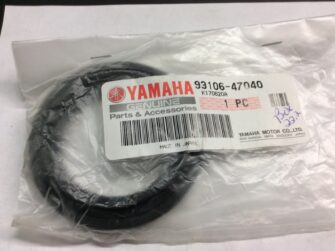 YAMAHA 93106-47040
GENUINE
Parts & Accessories
1 PC
YAMAHA MOTOR CO.,LTD.
MADE IN JAPAN